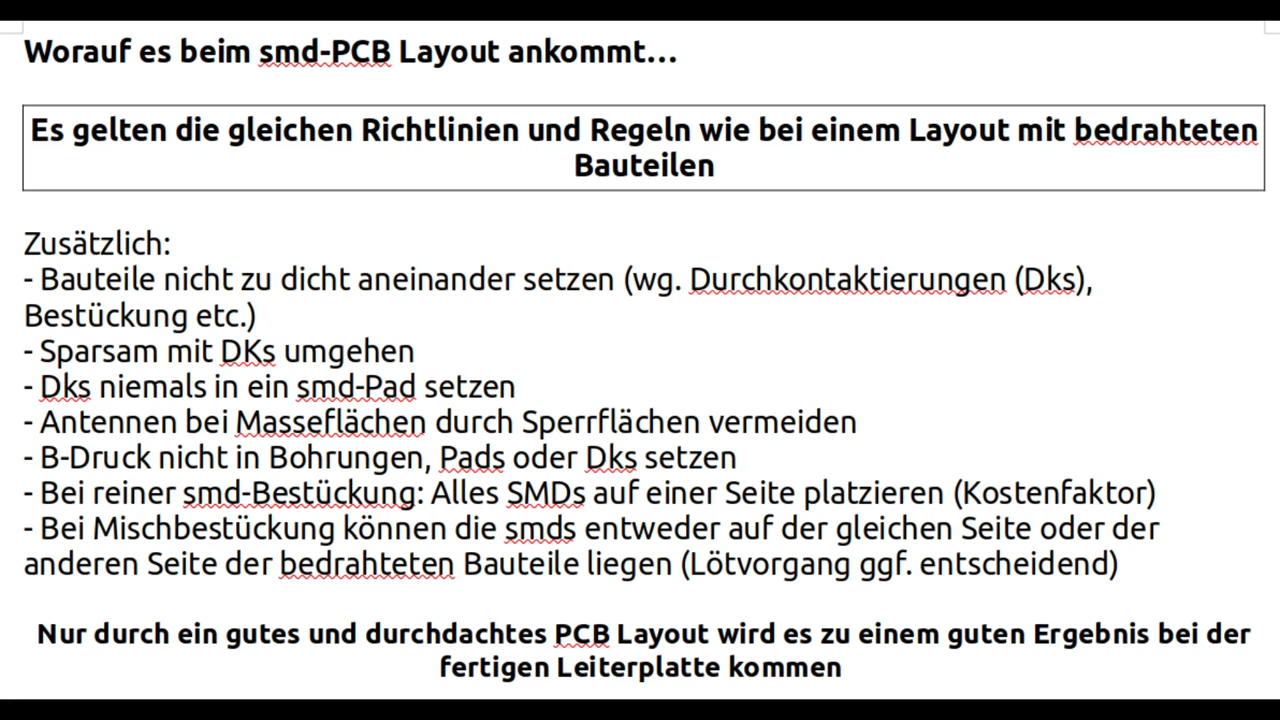 Worauf es beim smd-PCB Layout ankommt...
Es gelten die gleichen Richtlinien und Regeln wie bei einem Layout mit bedrahteten
Bauteilen
Zusätzlich:
- Bauteile nicht zu dicht aneinander setzen (wg. Durchkontaktierungen (Dks),
Bestückung etc.)
- Sparsam mit DKs umgehen
- Dks niemals in ein smd-Pad setzen
- Antennen bei Masseflächen durch Sperrflächen vermeiden
- B-Druck nicht in Bohrungen, Pads oder Dks setzen
- Bei reiner smd-Bestückung: Alles SMDs auf einer Seite platzieren (Kostenfaktor)
- Bei Mischbestückung können die smds entweder auf der gleichen Seite oder der
anderen Seite der bedrahteten Bauteile liegen (Lötvorgang ggf. entscheidend)
Nur durch ein gutes und durchdachtes PCB Layout wird es zu einem guten Ergebnis bei der
fertigen Leiterplatte kommen